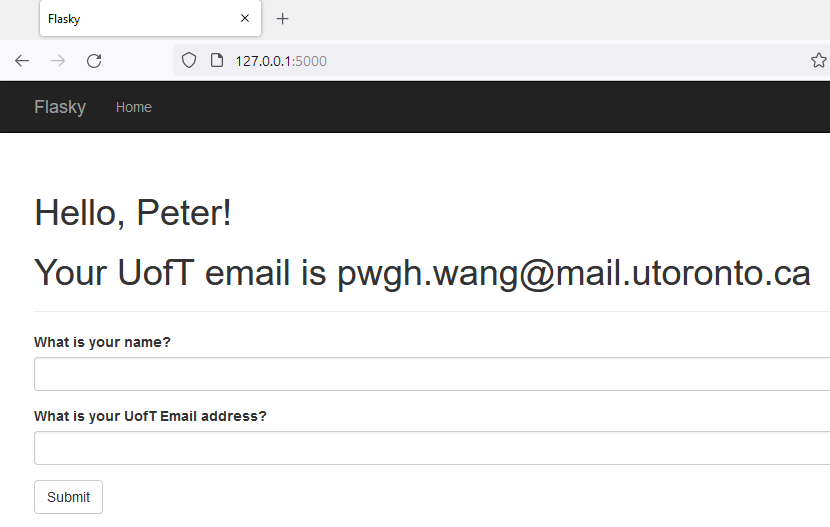 Flasky
127.0.0.1:5000
Flasky Home
Hello, Peter!
Your UofT email is pwgh.wang@mail.utoronto.ca
What is your name?
What is your UofT Email address?
Submit